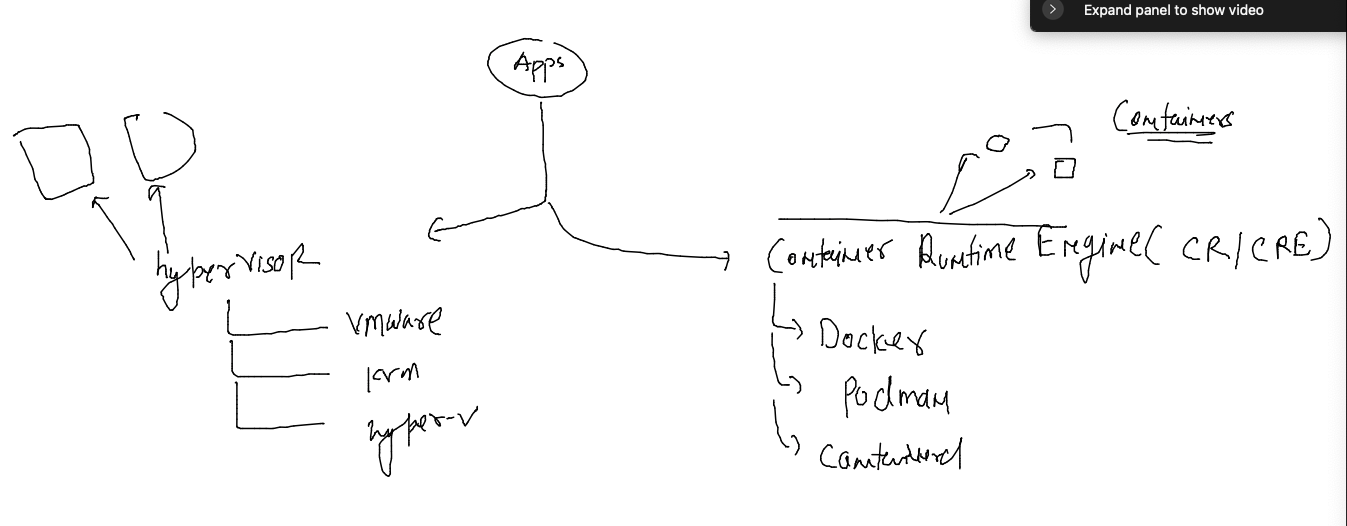 Expand panel to show video
Apps
Containers
hypervisor
vmware
kvm
hyper-v
Container Runtime Engine( CR/CRE)
Docker
Podman
Containerd